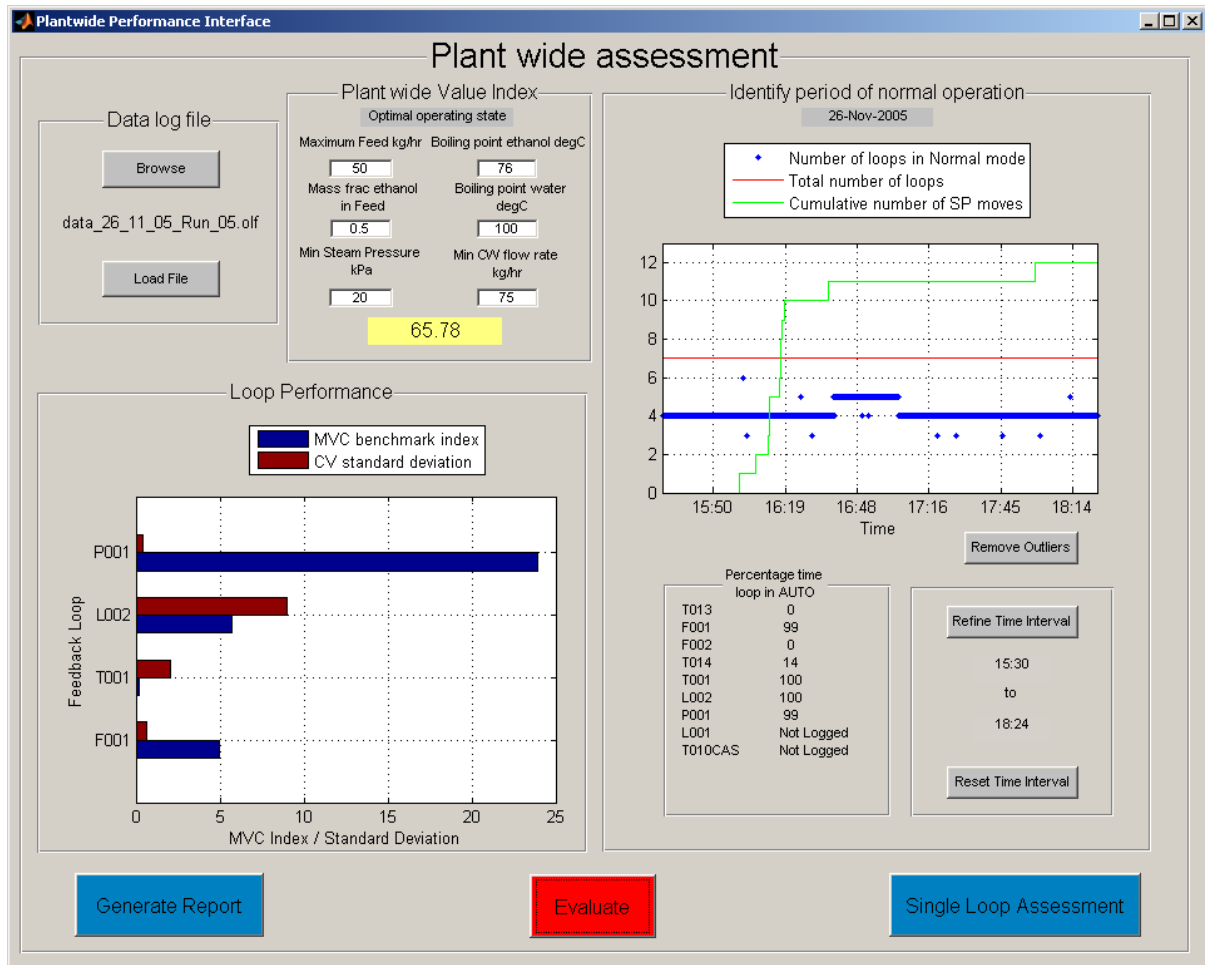 Plantwide Performance Interface
Plant wide assessment
Data log file
Browse
data_26_11_05_Run_05.olf
Load File
Plant wide Value Index
Optimal operating state
Maximum Feed kg/hr Boiling point ethanol degC
50 76
Mass frac ethanol Boiling point water
in Feed degC
0.5 100
Min Steam Pressure Min CW flow rate
kPa kg/hr
20 75
65.78
Identify period of normal operation
26-Nov-2005
Number of loops in Normal mode
Total number of loops
Cumulative number of SP moves
12
10
8
6
4
2
0
15:50 16:19 16:48 17:16 17:45 18:14
Time
Remove Outliers
Loop Performance
MVC benchmark index
CV standard deviation
Feedback Loop
P001
L002
T001
F001
0 5 10 15 20 25
MVC Index / Standard Deviation
Percentage time
loop in AUTO
T013 0
F001 99
F002 0
T014 14
T001 100
L002 100
P001 99
L001 Not Logged
T010CAS Not Logged
Refine Time Interval
15:30
to
18:24
Reset Time Interval
Generate Report
Evaluate
Single Loop Assessment